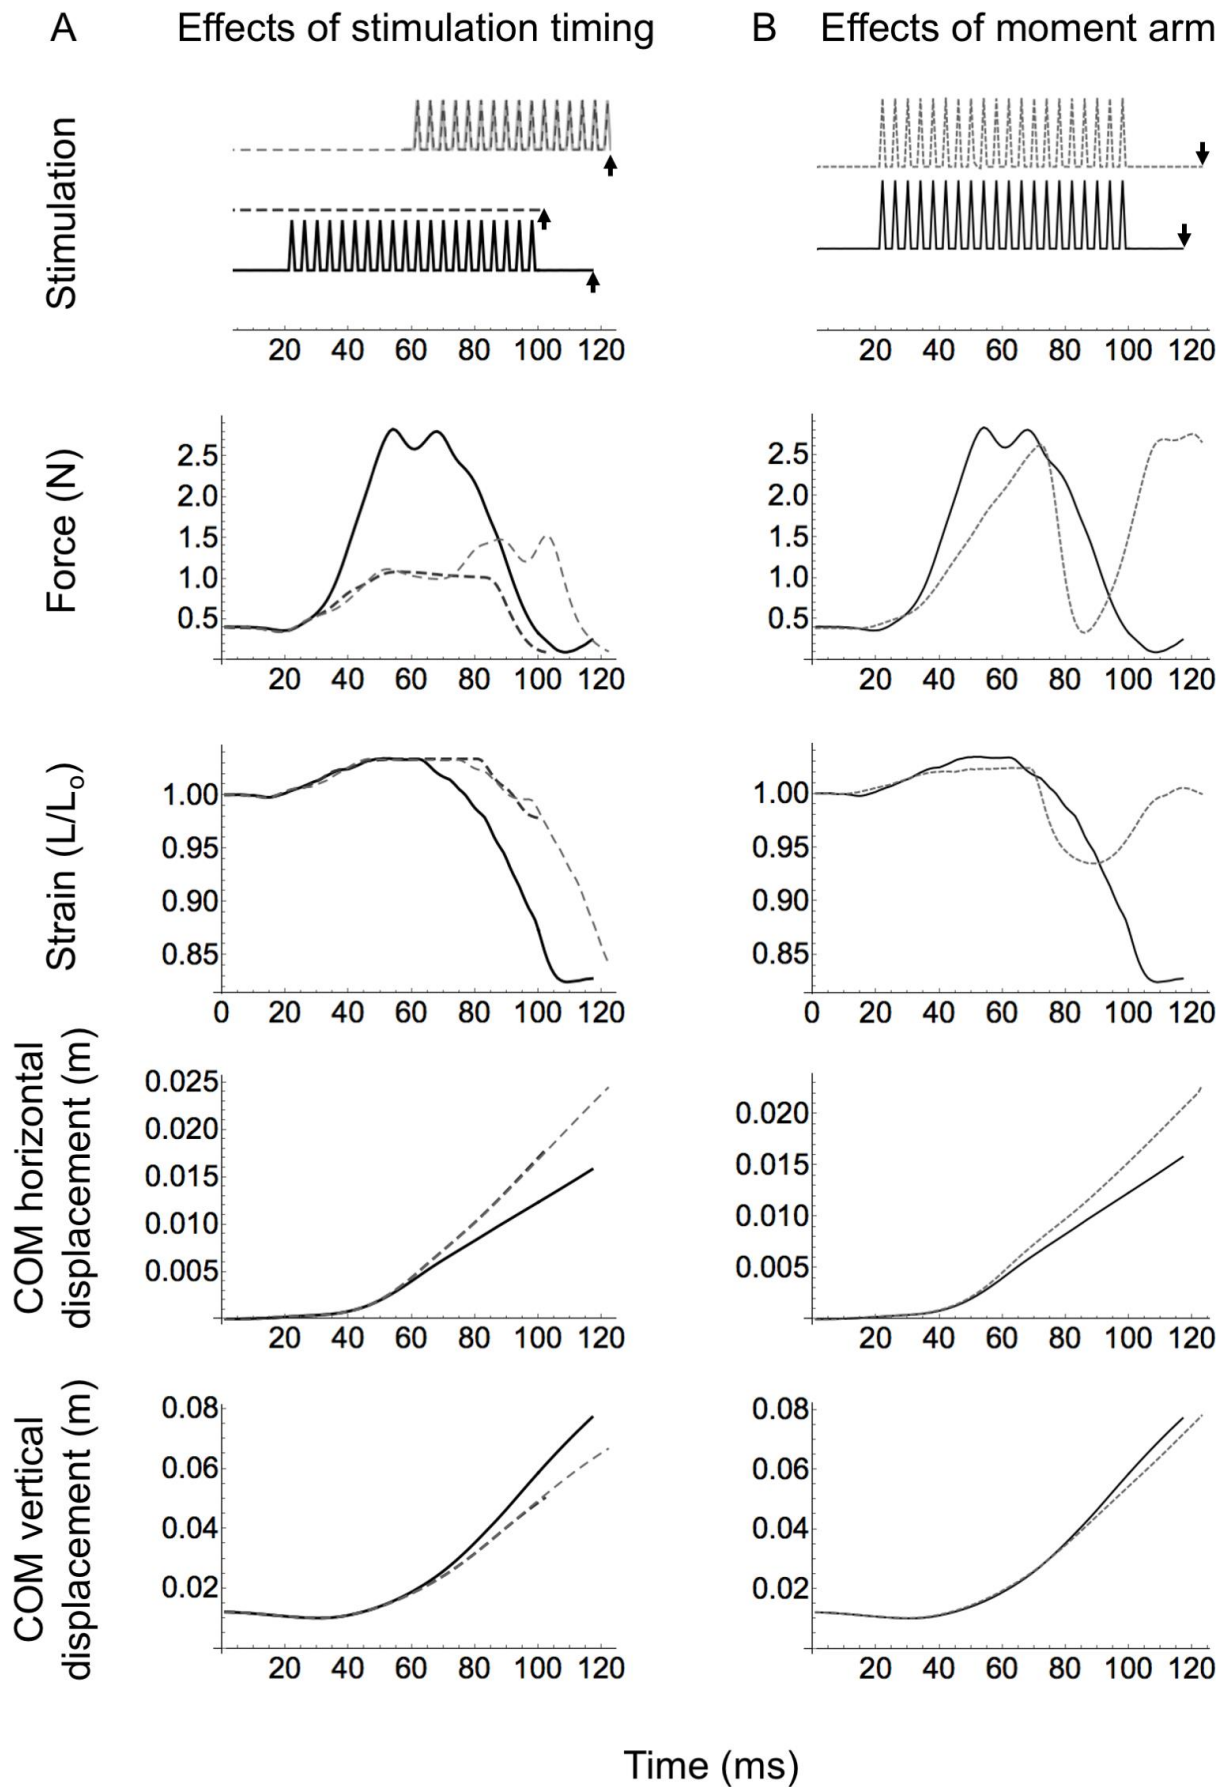 A Effects of stimulation timing
B Effects of moment arm
Stimulation
20 40 60 80 100 120
20 40 60 80 100 120
Force (N)
2.5
2.0
1.5
1.0
0.5
20 40 60 80 100 120
2.5
2.0
1.5
1.0
0.5
20 40 60 80 100 120
Strain (L/Lo)
1.00
0.95
0.90
0.85
0 20 40 60 80 100 120
1.00
0.95
0.90
0.85
0 20 40 60 80 100 120
COM horizontal
displacement (m)
0.025
0.020
0.015
0.010
0.005
20 40 60 80 100 120
0.020
0.015
0.010
0.005
20 40 60 80 100 120
COM vertical
displacement (m)
0.08
0.06
0.04
0.02
20 40 60 80 100 120
0.08
0.06
0.04
0.02
20 40 60 80 100 120
Time (ms)